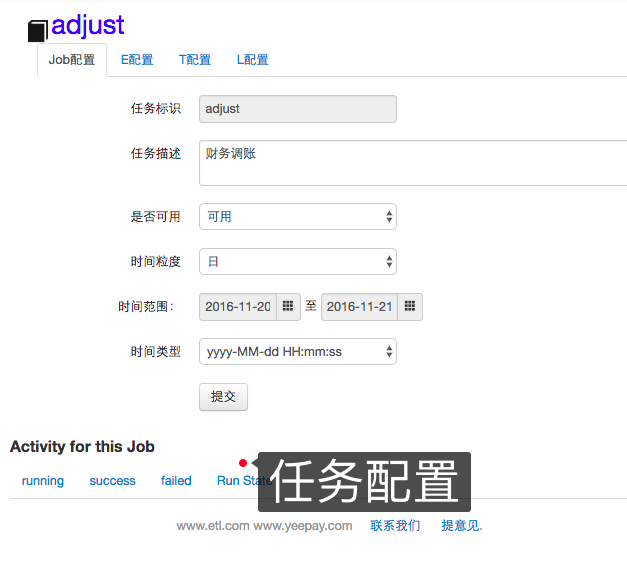 adjust
Job配置 E配置 T配置 L配置
任务标识 adjust
任务描述 财务调账
是否可用 可用
时间粒度 日
时间范围： 2016-11-20 至 2016-11-21
时间类型 yyyy-MM-dd HH:mm:ss
提交
Activity for this Job
running success failed Run State
任务配置
www.etl.com www.yeepay.com 联系我们 提意见.